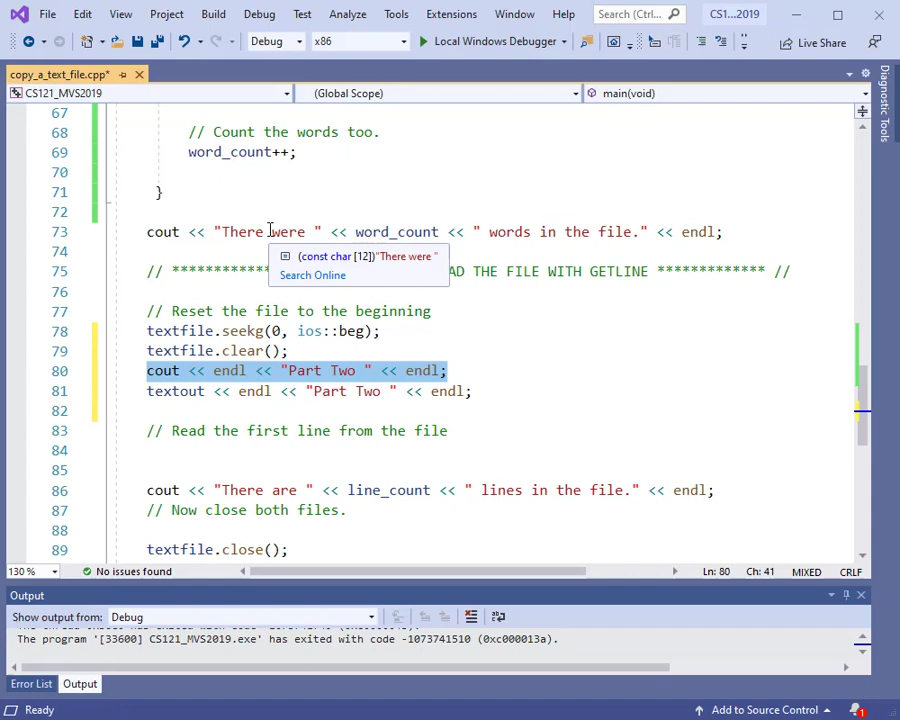 File Edit View Git Project Build Debug Test Analyze Tools Extensions Window Help Search (Ctrl... CS1...2019
Debug x86 Local Windows Debugger Live Share
copy_a_text_file.cpp*
CS121_MVS2019 (Global Scope) main(void)
Diagnostic Tools
67
68 // Count the words too.
69 word_count++;
70
71 }
72
73 cout << "There were " << word_count << " words in the file." << endl;
74
(const char [12])"There were "
Search Online
75 // ************* AD THE FILE WITH GETLINE ************* //
76
77 // Reset the file to the beginning
78 textfile.seekg(0, ios::beg);
79 textfile.clear();
80 cout << endl << "Part Two " << endl;
81 textout << endl << "Part Two " << endl;
82
83 // Read the first line from the file
84
85
86 cout << "There are " << line_count << " lines in the file." << endl;
87 // Now close both files.
88
89 textfile.close();
130 % No issues found Ln: 80 Ch: 41 MIXED CRLF
Output
Show output from: Debug
The program '[33600] CS121_MVS2019.exe' has exited with code -1073741510 (0xc000013a).
Error List Output
Ready Add to Source Control 1